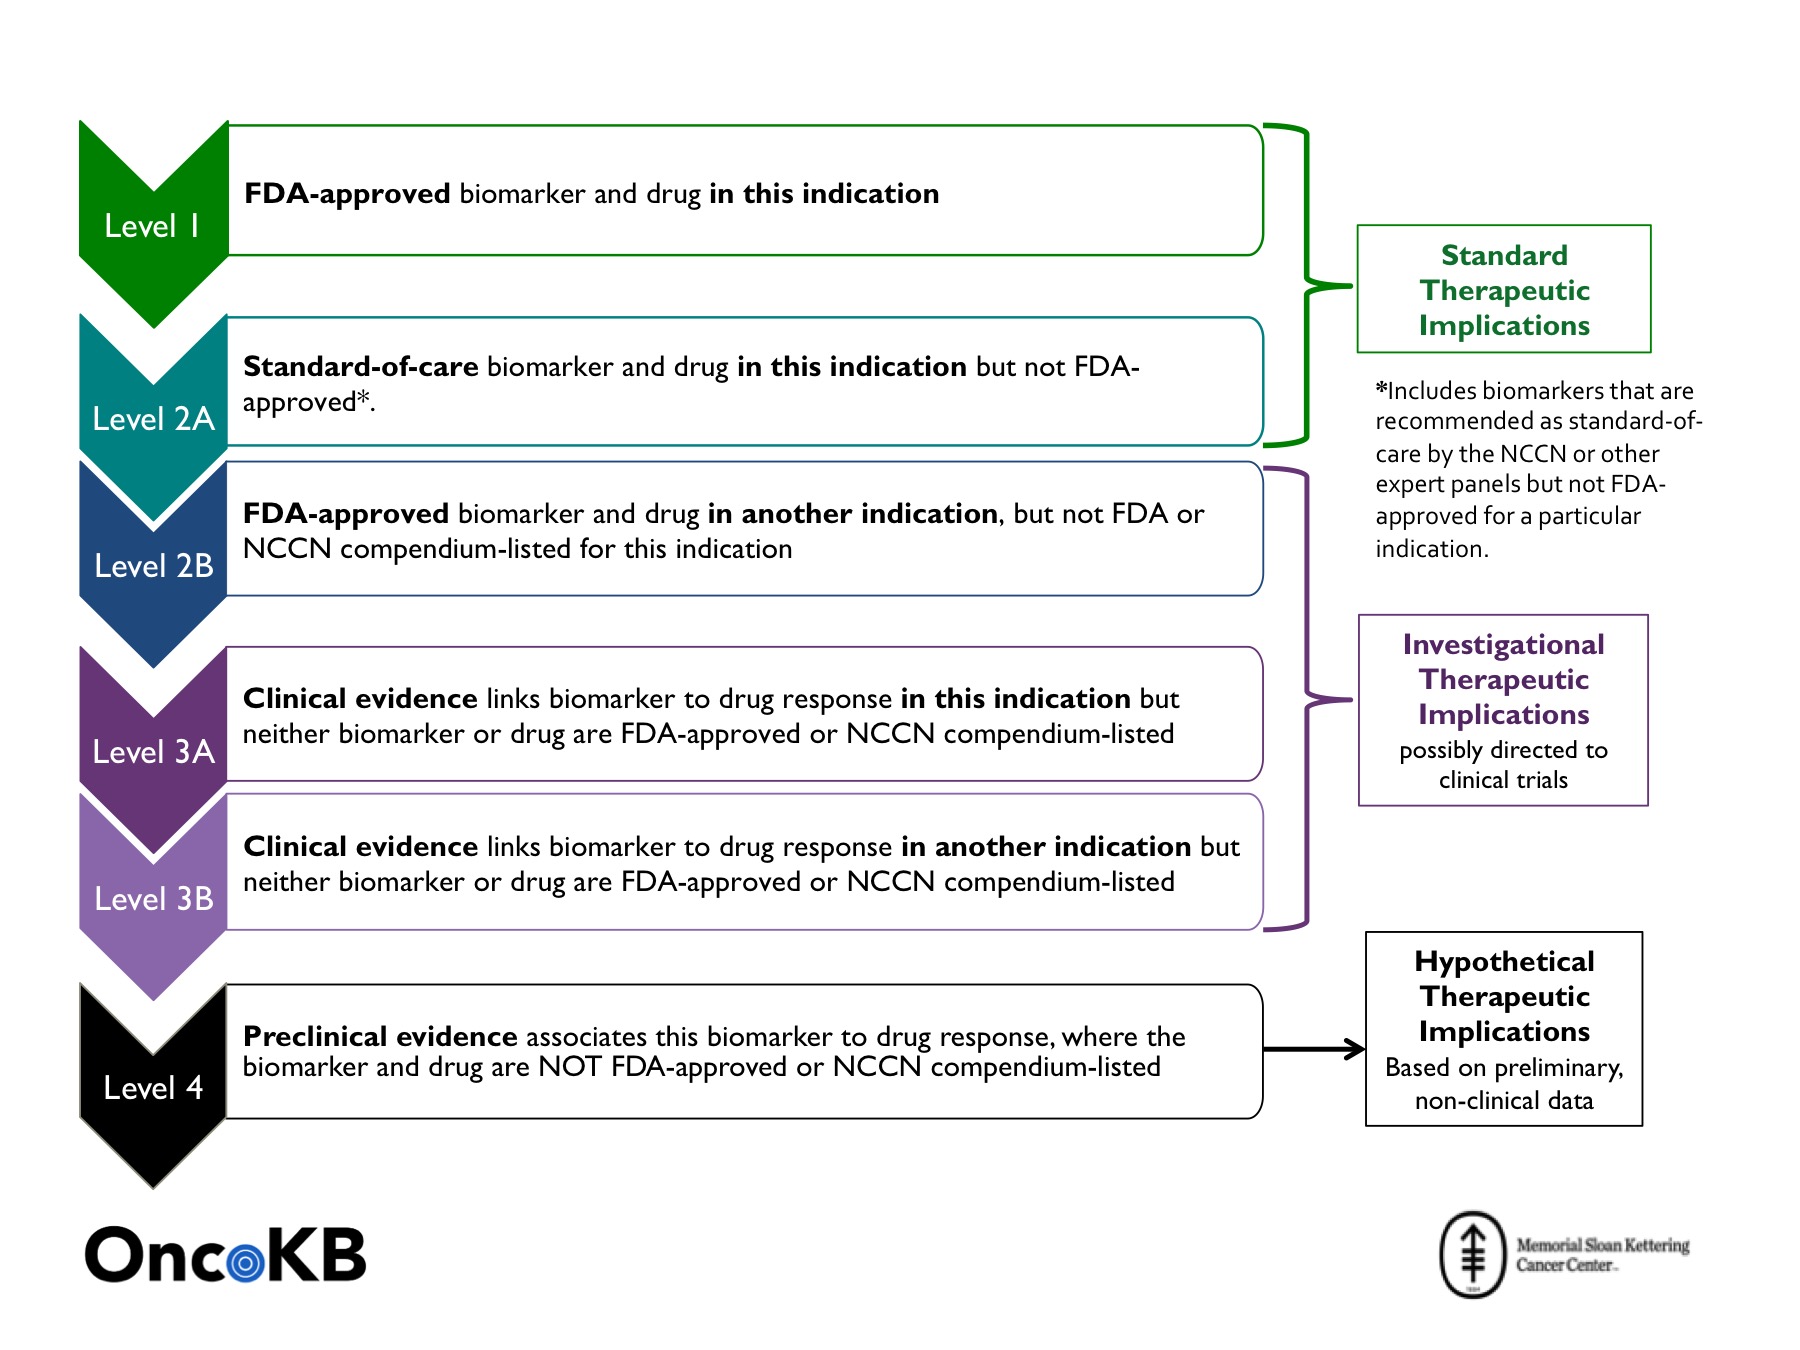 Level 1
FDA-approved biomarker and drug in this indication
Standard
Therapeutic
Implications
Level 2A
Standard-of-care biomarker and drug in this indication but not FDA-
approved*.
*Includes biomarkers that are
recommended as standard-of-
care by the NCCN or other
expert panels but not FDA-
approved for a particular
indication.
Level 2B
FDA-approved biomarker and drug in another indication, but not FDA or
NCCN compendium-listed for this indication
Level 3A
Clinical evidence links biomarker to drug response in this indication but
neither biomarker or drug are FDA-approved or NCCN compendium-listed
Investigational
Therapeutic
Implications
possibly directed to
clinical trials
Level 3B
Clinical evidence links biomarker to drug response in another indication but
neither biomarker or drug are FDA-approved or NCCN compendium-listed
Level 4
Preclinical evidence associates this biomarker to drug response, where the
biomarker and drug are NOT FDA-approved or NCCN compendium-listed
Hypothetical
Therapeutic
Implications
Based on preliminary,
non-clinical data
OncoKB
Memorial Sloan Kettering
Cancer Center